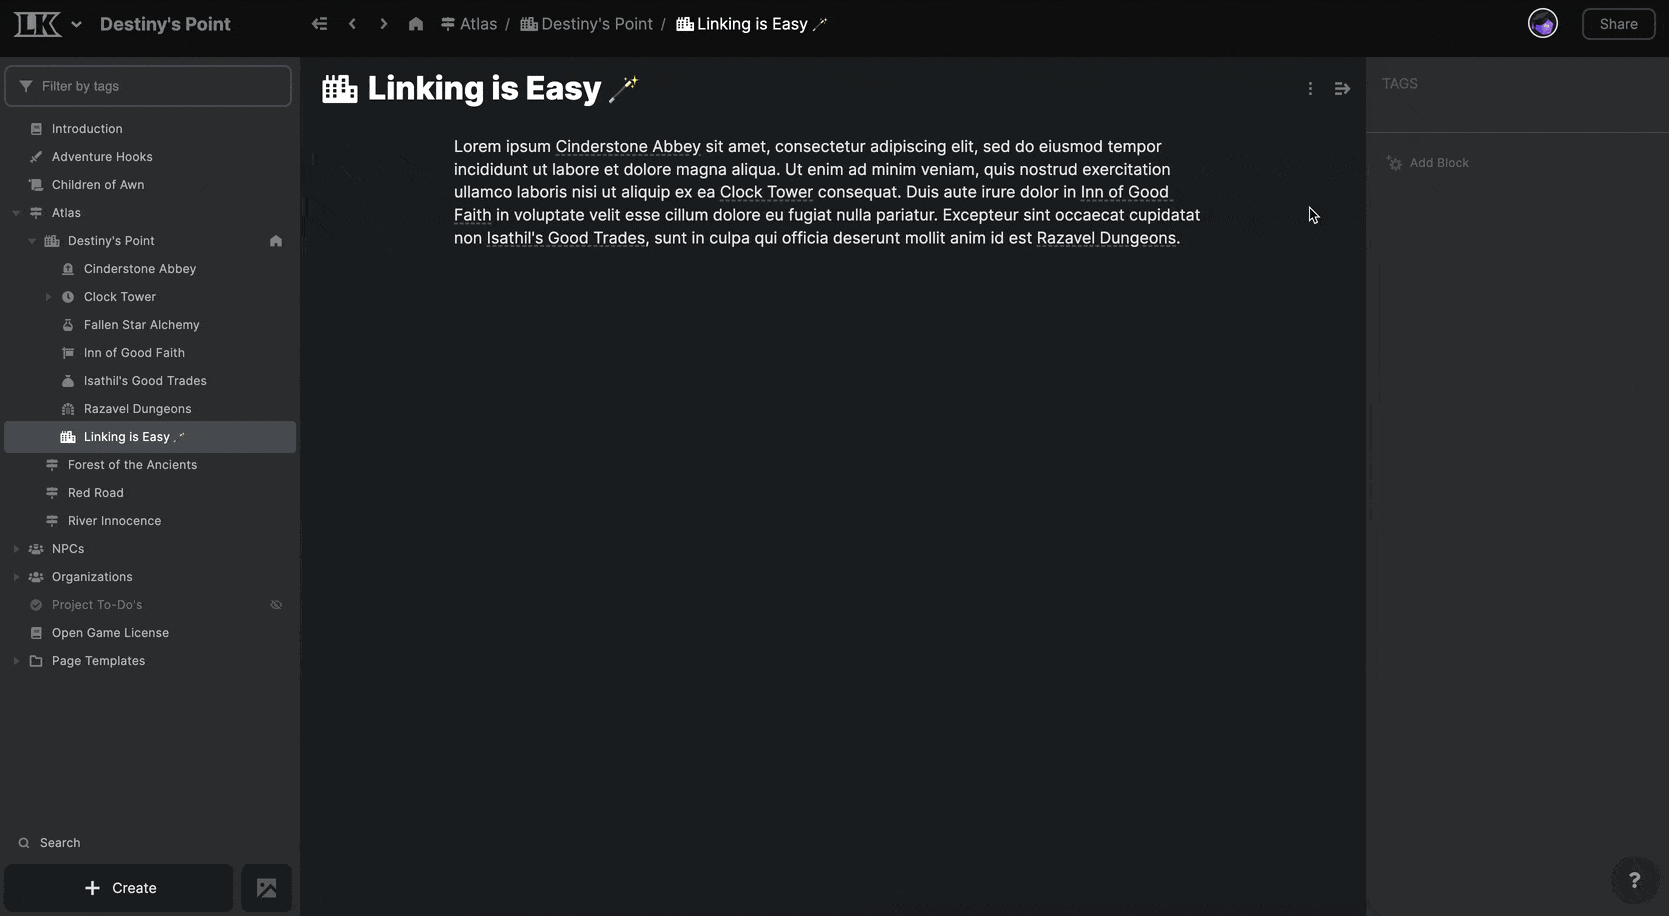 LK
Destiny's Point
Atlas / Destiny's Point / Linking is Easy
Share
Filter by tags
Introduction
Adventure Hooks
Children of Awn
Atlas
Destiny's Point
Cinderstone Abbey
Clock Tower
Fallen Star Alchemy
Inn of Good Faith
Isathil's Good Trades
Razavel Dungeons
Linking is Easy
Forest of the Ancients
Red Road
River Innocence
NPCs
Organizations
Project To-Do's
Open Game License
Page Templates
Search
+ Create
Linking is Easy
Lorem ipsum Cinderstone Abbey sit amet, consectetur adipiscing elit, sed do eiusmod tempor
incididunt ut labore et dolore magna aliqua. Ut enim ad minim veniam, quis nostrud exercitation
ullamco laboris nisi ut aliquip ex ea Clock Tower consequat. Duis aute irure dolor in Inn of Good
Faith in voluptate velit esse cillum dolore eu fugiat nulla pariatur. Excepteur sint occaecat cupidatat
non Isathil's Good Trades, sunt in culpa qui officia deserunt mollit anim id est Razavel Dungeons.
TAGS
Add Block
?